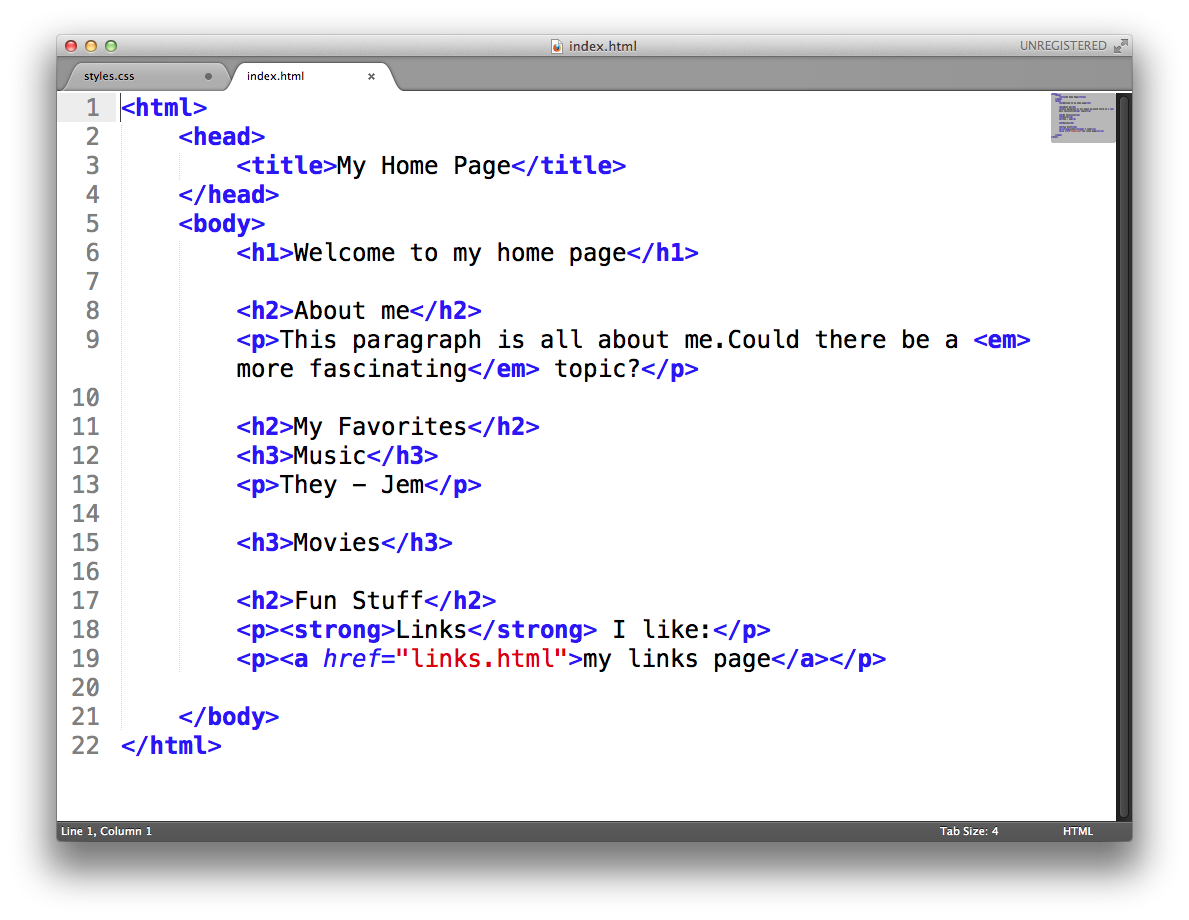 index.html
UNREGISTERED
styles.css
index.html
1 <html>
2     <head>
3         <title>My Home Page</title>
4     </head>
5     <body>
6         <h1>Welcome to my home page</h1>
7
8         <h2>About me</h2>
9         <p>This paragraph is all about me.Could there be a <em>
        more fascinating</em> topic?</p>
10
11         <h2>My Favorites</h2>
12         <h3>Music</h3>
13         <p>They – Jem</p>
14
15         <h3>Movies</h3>
16
17         <h2>Fun Stuff</h2>
18         <p><strong>Links</strong> I like:</p>
19         <p><a href="links.html">my links page</a></p>
20
21     </body>
22 </html>
Line 1, Column 1
Tab Size: 4
HTML